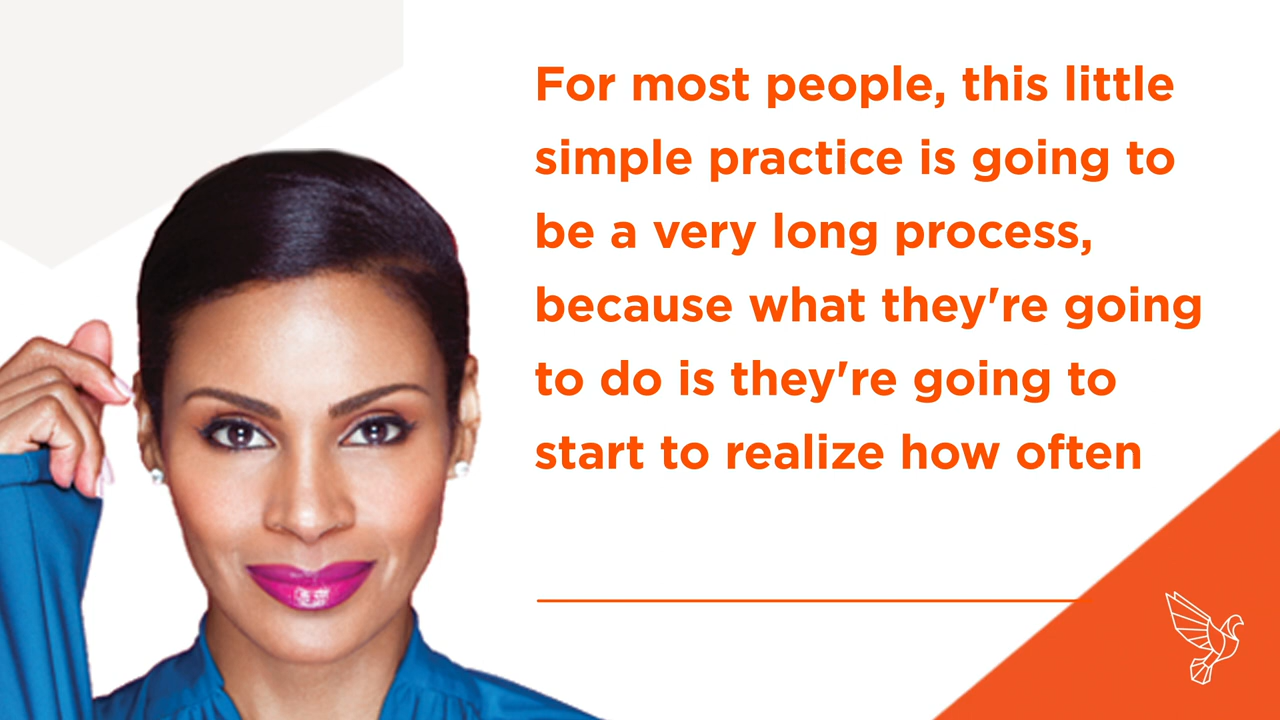 For most people, this little
simple practice is going to
be a very long process,
because what they're going
to do is they're going to
start to realize how often